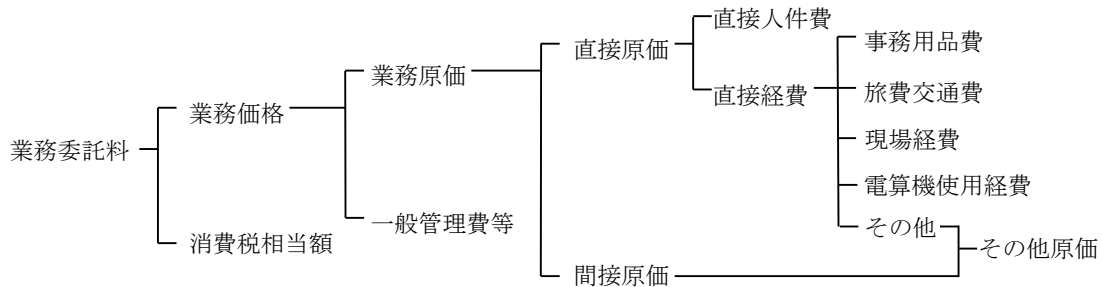 直接人件費
事務用品費
直接原価
業務原価
直接経費
旅費交通費
業務価格
現場経費
業務委託料
電算機使用経費
一般管理費等
その他
消費税相当額
その他原価
間接原価